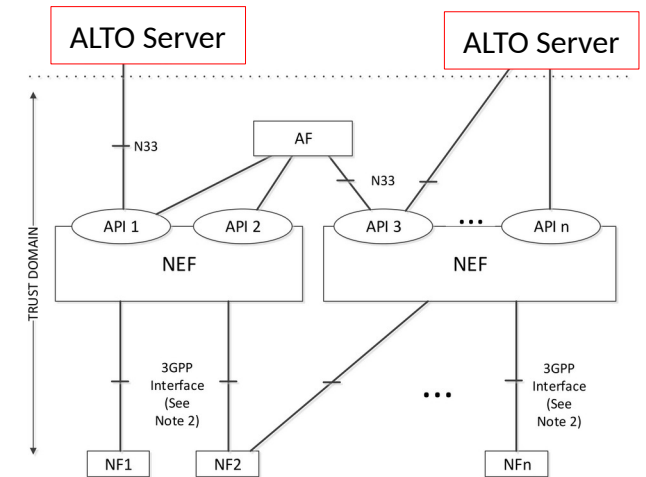 ALTO Server
ALTO Server
AF
N33
N33
API 1
API 2
API 3
...
API n
NEF
NEF
TRUST DOMAIN
3GPP
Interface
(See
Note 2)
...
3GPP
Interface
(See
Note 2)
NF1
NF2
NFn